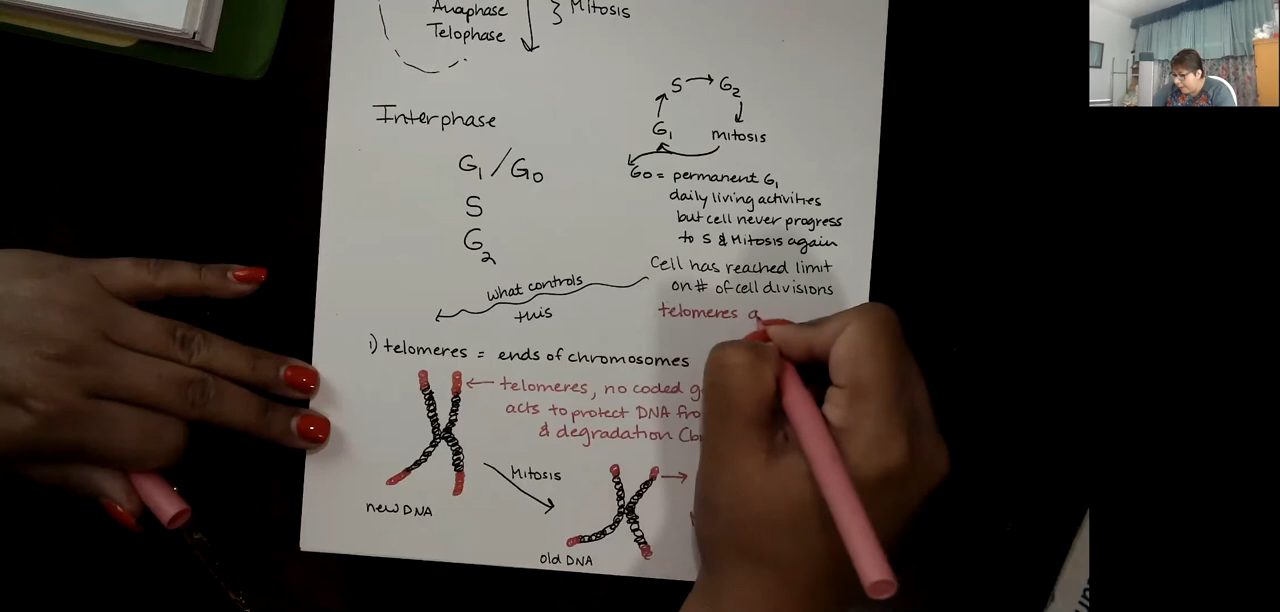 Anaphase
Telophase
} Mitosis
Interphase
G1/G0
S
G2
S → G2
G1
mitosis
G0 = permanent G1
daily living activities
but cell never progress
to S & Mitosis again
Cell has reached limit
on # of cell divisions
what controls
this
telomeres a
1) telomeres = ends of chromosomes
← telomeres, no coded
acts to protect DNA
& degradation
Mitosis
new DNA
old DNA